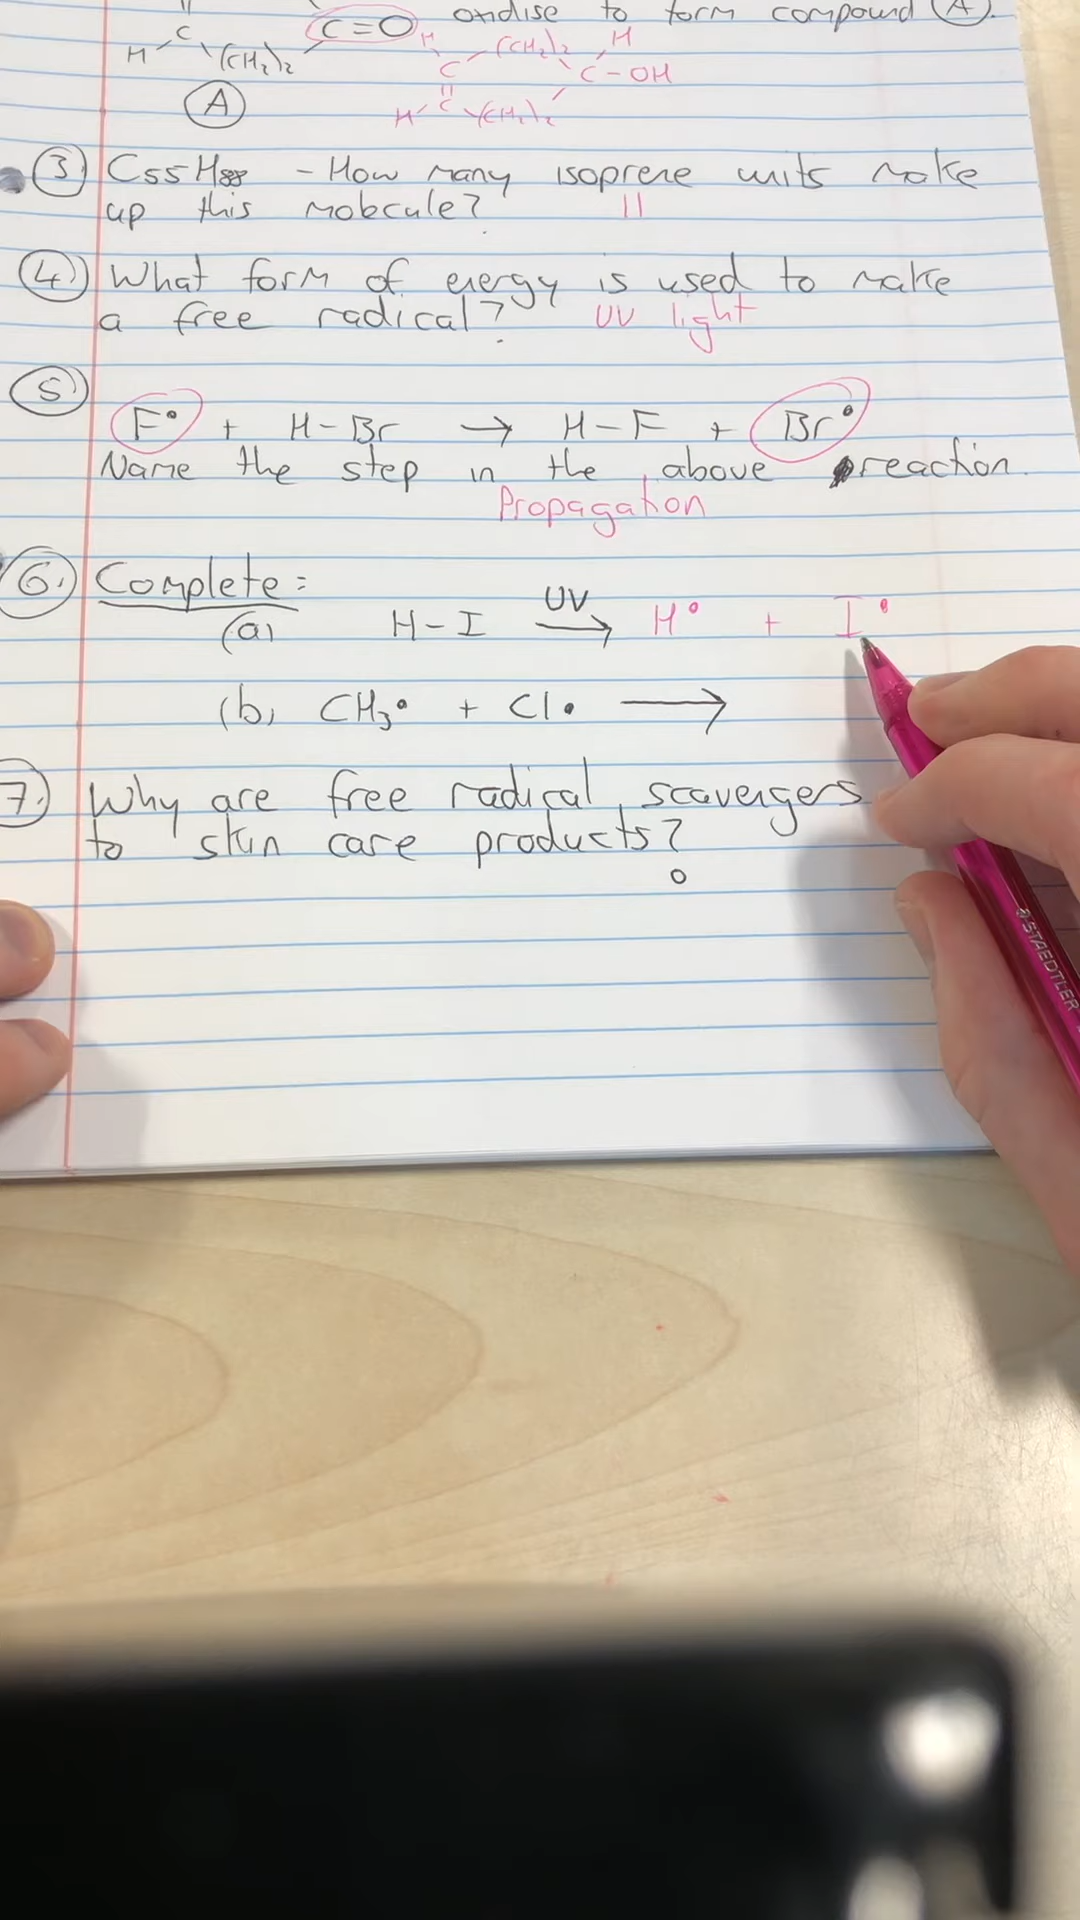 C=O oxidise to form compound (A).
H C (CH₂)₂ H C (CH₂)₂ C H - OH
H C (CH₂)₂
(A)
(3) C55H88 - How many isoprene units make
up this molecule? 11
(4.) What form of energy is used to make
a free radical? UV light
(5)
F• + H-Br → H-F + Br•
Name the step in the above reaction.
Propagation
(6.) Complete:
(a) H-I UV → H• + I•
(b) CH₃• + Cl• →
(7.) Why are free radical scavengers
to skin care products?
STAEDTLER